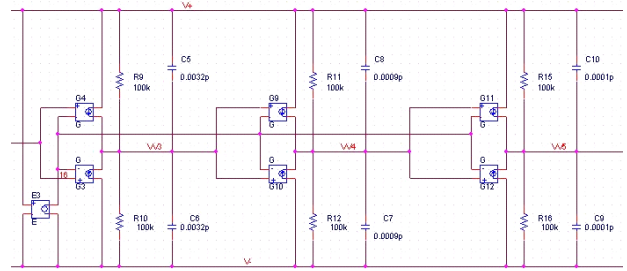 V+
C5
0.0032p
C8
0.0009p
C10
0.0001p
R9
100k
R11
100k
R15
100k
G4
G
G9
G
G11
G
VV3
VV4
VV5
G
G3
G
G10
G
G12
16
E3
E
R10
100k
C6
0.0032p
R12
100k
C7
0.0009p
R16
100k
C9
0.0001p
V-